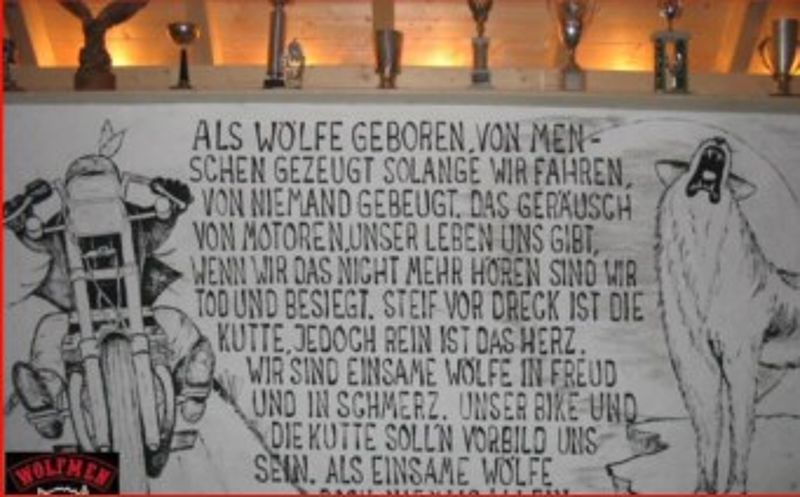 ALS WÖLFE GEBOREN, VON MEN-
SCHEN GEZEUGT SOLANGE WIR FAHREN,
VON NIEMAND GEBEUGT. DAS GERÄUSCH
VON MOTOREN, UNSER LEBEN UNS GIBT,
WENN WIR DAS NICHT MEHR HÖREN SIND WIR
TOD UND BESIEGT. STEIF VOR DRECK IST DIE
KUTTE, JEDOCH REIN IST DAS HERZ.
WIR SIND EINSAME WÖLFE IN FREUD
UND IN SCHMERZ. UNSER BIKE UND
DIE KUTTE SOLL'N VORBILD UNS
SEIN. ALS EINSAME WÖLFE
WOLFMEN